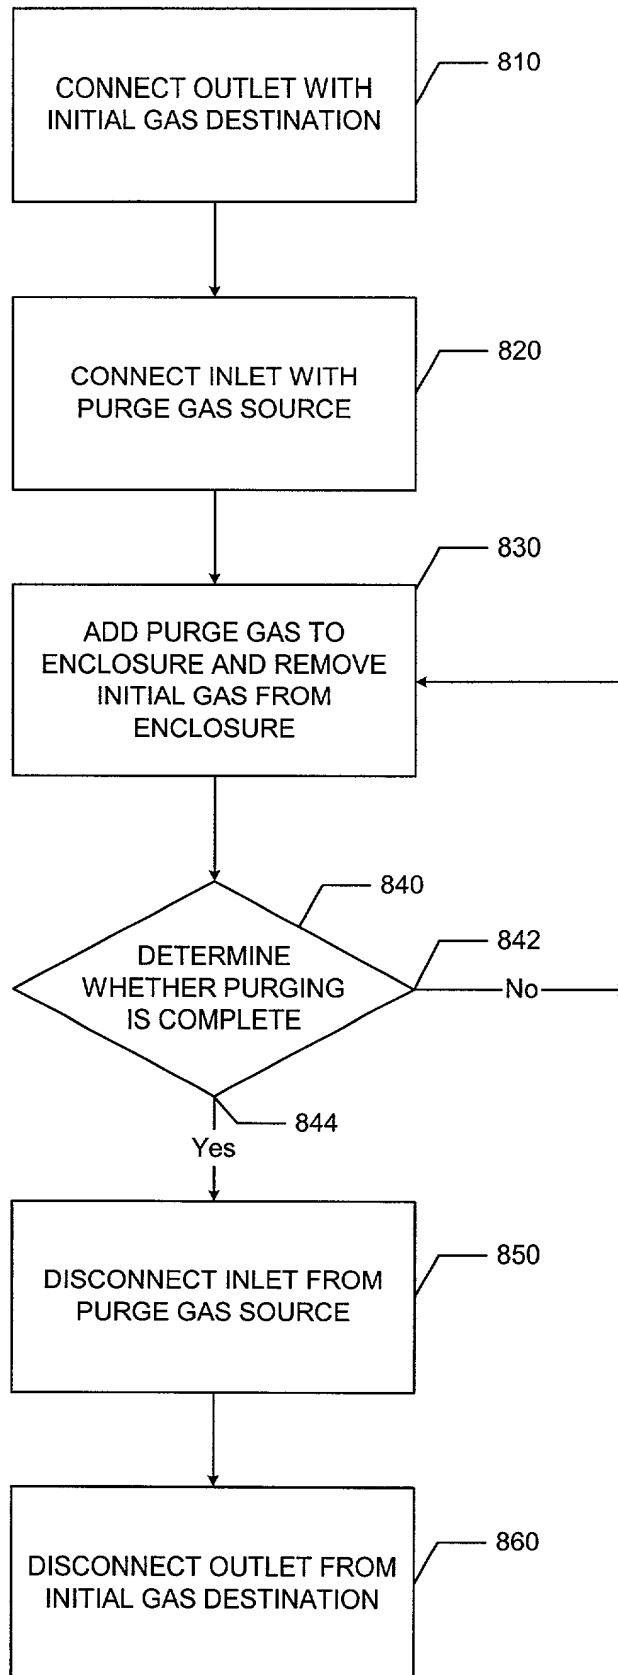 CONNECT OUTLET WITH
INITIAL GAS DESTINATION
810
CONNECT INLET WITH
PURGE GAS SOURCE
820
830
ADD PURGE GAS TO
ENCLOSURE AND REMOVE
INITIAL GAS FROM
ENCLOSURE
840
DETERMINE
WHETHER PURGING
IS COMPLETE
842
No
844
Yes
DISCONNECT INLET FROM
PURGE GAS SOURCE
850
DISCONNECT OUTLET FROM
INITIAL GAS DESTINATION
860